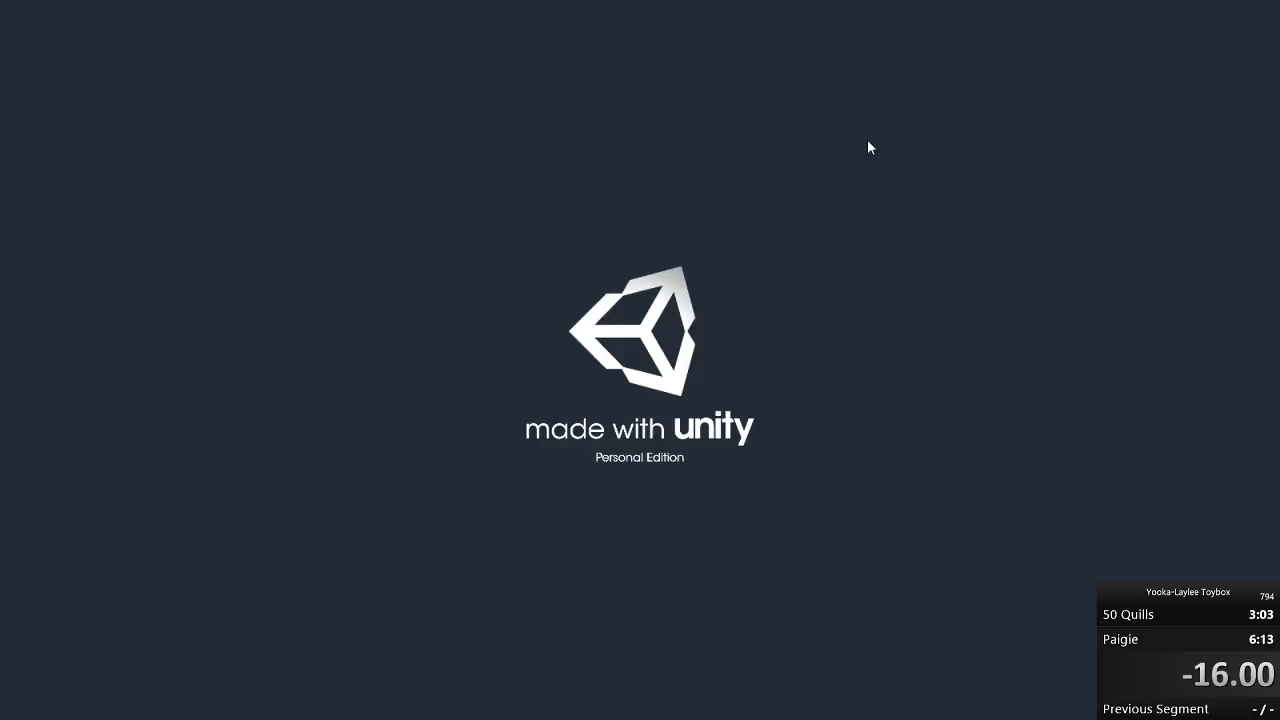 made with unity
Personal Edition
Yooka-Laylee Toybox 794
50 Quills 3:03
Paigie 6:13
-16.00
Previous Segment - / -